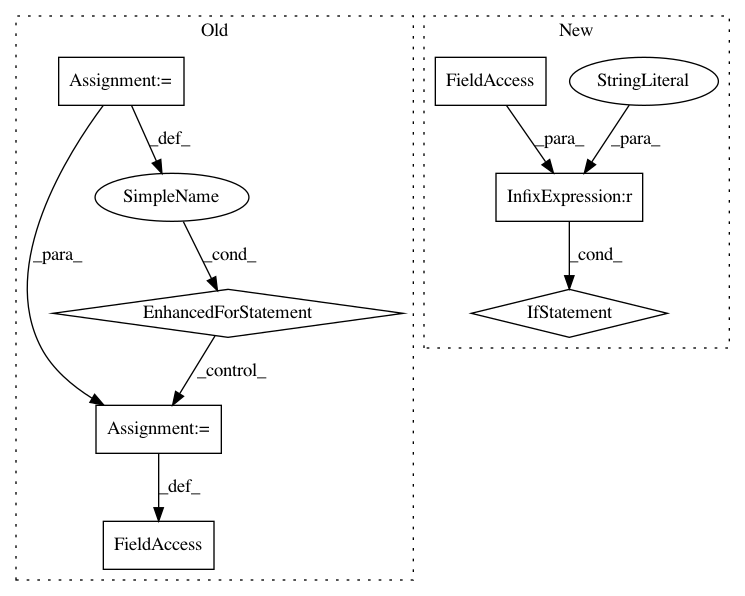 Old
New
Assignment:=
FieldAccess
StringLiteral
_def_
_para_
_para_
SimpleName
InfixExpression:r
_para_
_cond_
_cond_
EnhancedForStatement
IfStatement
_control_
Assignment:=
_def_
FieldAccess